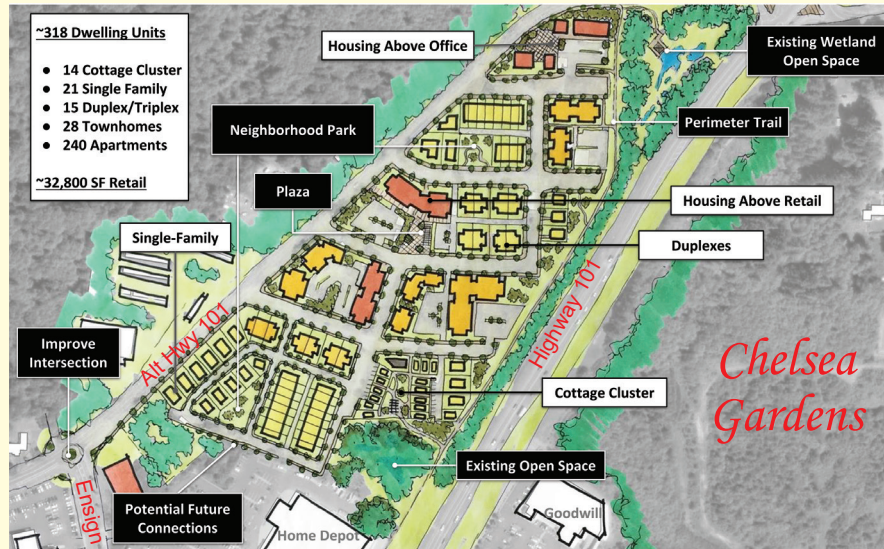 ~318 Dwelling Units
● 14 Cottage Cluster
● 21 Single Family
● 15 Duplex/Triplex
● 28 Townhomes
● 240 Apartments
~32,800 SF Retail
Housing Above Office
Existing Wetland
Open Space
Neighborhood Park
Perimeter Trail
Plaza
Housing Above Retail
Single-Family
Duplexes
Alt Hwy 101
Highway 101
Improve
Intersection
Chelsea
Gardens
Cottage Cluster
Existing Open Space
Ensign
Potential Future
Connections
Home Depot
Goodwill